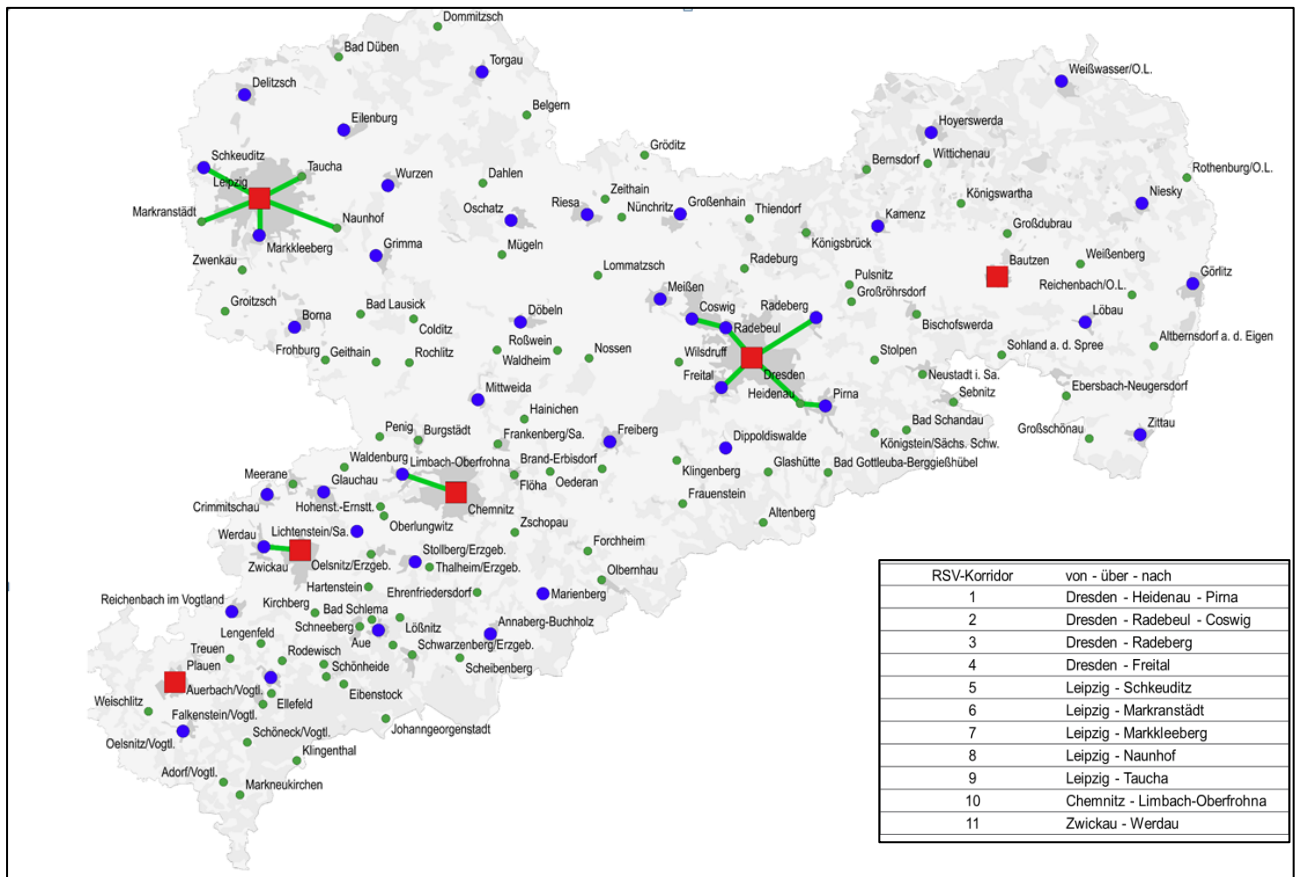 Dommitzsch
Bad Düben
Torgau
Weißwasser/O.L.
Delitzsch
Belgern
Eilenburg
Hoyerswerda
Gröditz
Wittichenau
Schkeuditz
Taucha
Bernsdorf
Rothenburg/O.L.
Leipzig
Wurzen
Dahlen
Zeithain
Königswartha
Niesky
Markranstädt
Naunhof
Oschatz
Riesa
Nünchritz
Großenhain
Thiendorf
Kamenz
Großdubrau
Markkleeberg
Grimma
Mügeln
Königsbrück
Zwenkau
Lommatzsch
Radeburg
Bautzen
Weißenberg
Pulsnitz
Görlitz
Meißen
Großröhrsdorf
Reichenbach/O.L.
Groitzsch
Borna
Bad Lausick
Döbeln
Coswig
Radeberg
Löbau
Colditz
Radebeul
Bischofswerda
Roßwein
Altbernsdorf a. d. Eigen
Frohburg
Geithain
Rochlitz
Waldheim
Nossen
Wilsdruff
Stolpen
Sohland a. d. Spree
Freital
Dresden
Neustadt i. Sa.
Mittweida
Heidenau
Pirna
Sebnitz
Ebersbach-Neugersdorf
Hainichen
Bad Schandau
Penig
Burgstädt
Frankenberg/Sa.
Freiberg
Dippoldiswalde
Königstein/Sächs. Schw.
Großschönau
Zittau
Waldenburg
Limbach-Oberfrohna
Brand-Erbisdorf
Klingenberg
Glashütte
Bad Gottleuba-Berggießhübel
Meerane
Glauchau
Flöha
Oederan
Crimmitschau
Hohenst.-Ernstt.
Chemnitz
Frauenstein
Altenberg
Oberlungwitz
Zschopau
Werdau
Lichtenstein/Sa.
Zwickau
Oelsnitz/Erzgeb.
Stollberg/Erzgeb.
Thalheim/Erzgeb.
Forchheim
Olbernhau
Hartenstein
Ehrenfriedersdorf
Marienberg
Reichenbach im Vogtland
Kirchberg
Bad Schlema
Schneeberg
Lößnitz
Annaberg-Buchholz
Lengenfeld
Aue
Schwarzenberg/Erzgeb.
Treuen
Rodewisch
Plauen
Schönheide
Scheibenberg
Auerbach/Vogtl.
Eibenstock
Weischlitz
Ellefeld
Falkenstein/Vogtl.
Johanngeorgenstadt
Oelsnitz/Vogtl.
Schöneck/Vogtl.
Klingenthal
Adorf/Vogtl.
Markneukirchen
RSV-Korridor von - über - nach
1 Dresden - Heidenau - Pirna
2 Dresden - Radebeul - Coswig
3 Dresden - Radeberg
4 Dresden - Freital
5 Leipzig - Schkeuditz
6 Leipzig - Markranstädt
7 Leipzig - Markkleeberg
8 Leipzig - Naunhof
9 Leipzig - Taucha
10 Chemnitz - Limbach-Oberfrohna
11 Zwickau - Werdau